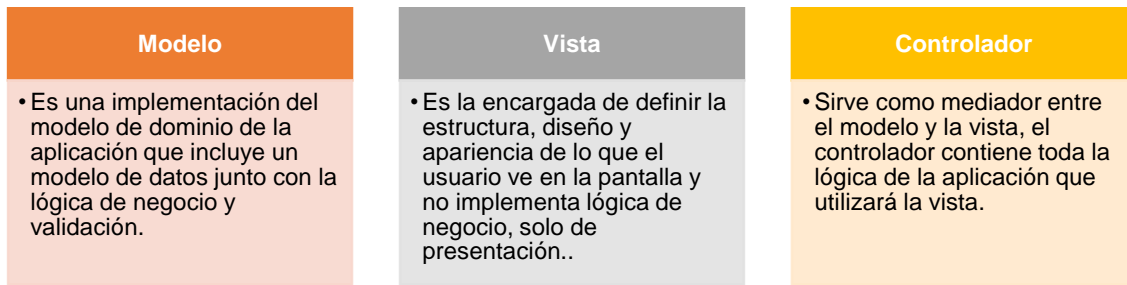 Modelo
• Es una implementación del
modelo de dominio de la
aplicación que incluye un
modelo de datos junto con la
lógica de negocio y
validación.
Vista
• Es la encargada de definir la
estructura, diseño y
apariencia de lo que el
usuario ve en la pantalla y
no implementa lógica de
negocio, solo de
presentación..
Controlador
• Sirve como mediador entre
el modelo y la vista, el
controlador contiene toda la
lógica de la aplicación que
utilizará la vista.